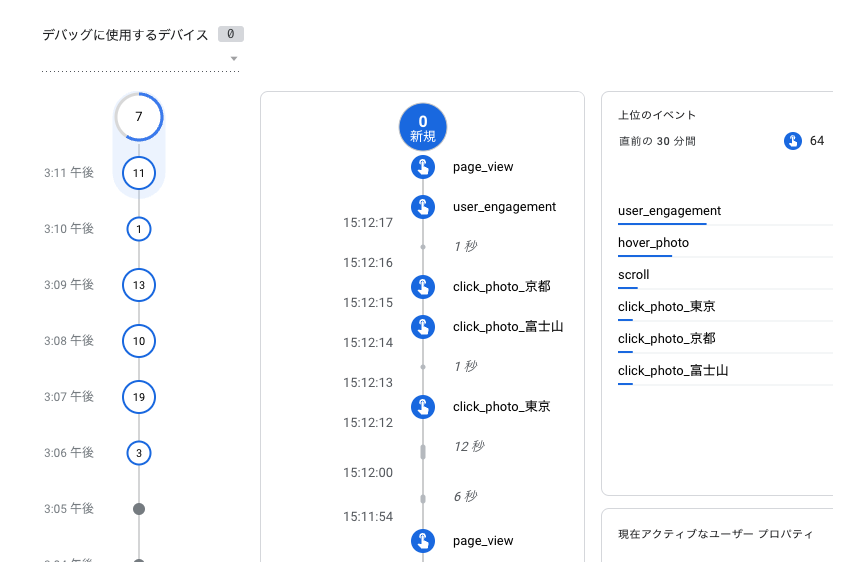 デバッグに使用するデバイス 0
7
3:11 午後 11
3:10 午後 1
3:09 午後 13
3:08 午後 10
3:07 午後 19
3:06 午後 3
3:05 午後
0
新規
page_view
user_engagement
15:12:17
1 秒
15:12:16
click_photo_京都
15:12:15
click_photo_富士山
15:12:14
1 秒
15:12:13
click_photo_東京
15:12:12
12 秒
15:12:00
6 秒
15:11:54
page_view
上位のイベント
直前の 30 分間 64
user_engagement
hover_photo
scroll
click_photo_東京
click_photo_京都
click_photo_富士山
現在アクティブなユーザー プロパティ